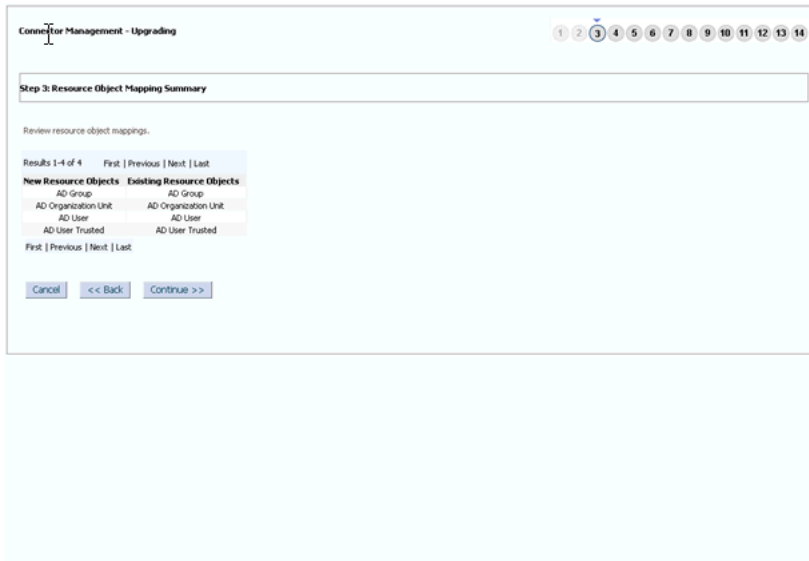 Connector Management - Upgrading
1 2 3 4 5 6 7 8 9 10 11 12 13 14
Step 3: Resource Object Mapping Summary
Review resource object mappings.
Results 1-4 of 4 First | Previous | Next | Last
New Resource Objects Existing Resource Objects
AD Group AD Group
AD Organization Unit AD Organization Unit
AD User AD User
AD User Trusted AD User Trusted
First | Previous | Next | Last
Cancel << Back Continue >>